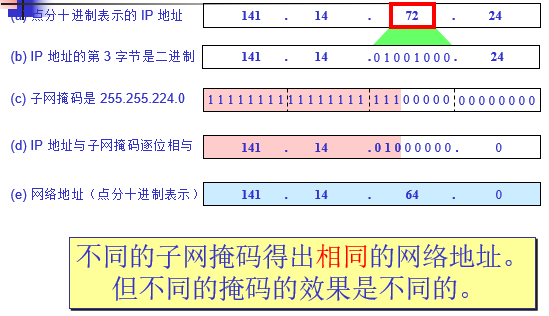 (a) 点分十进制表示的 IP 地址 141 . 14 . 72 . 24
(b) IP 地址的第 3 字节是二进制 141 . 14 .01001000. 24
(c) 子网掩码是 255.255.224.0 11111111 11111111 11100000 00000000
(d) IP 地址与子网掩码逐位相与 141 . 14 .01000000. 0
(e) 网络地址（点分十进制表示） 141 . 14 . 64 . 0
不同的子网掩码得出相同的网络地址。
但不同的掩码的效果是不同的。